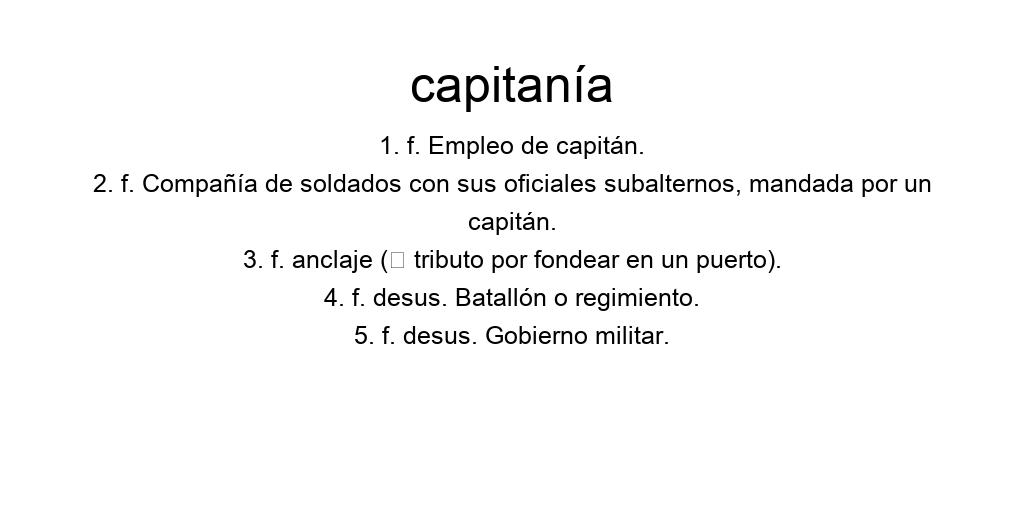 capitanía
1. f. Empleo de capitán.
2. f. Compañía de soldados con sus oficiales subalternos, mandada por un
capitán.
3. f. anclaje (□ tributo por fondear en un puerto).
4. f. desus. Batallón o regimiento.
5. f. desus. Gobierno militar.